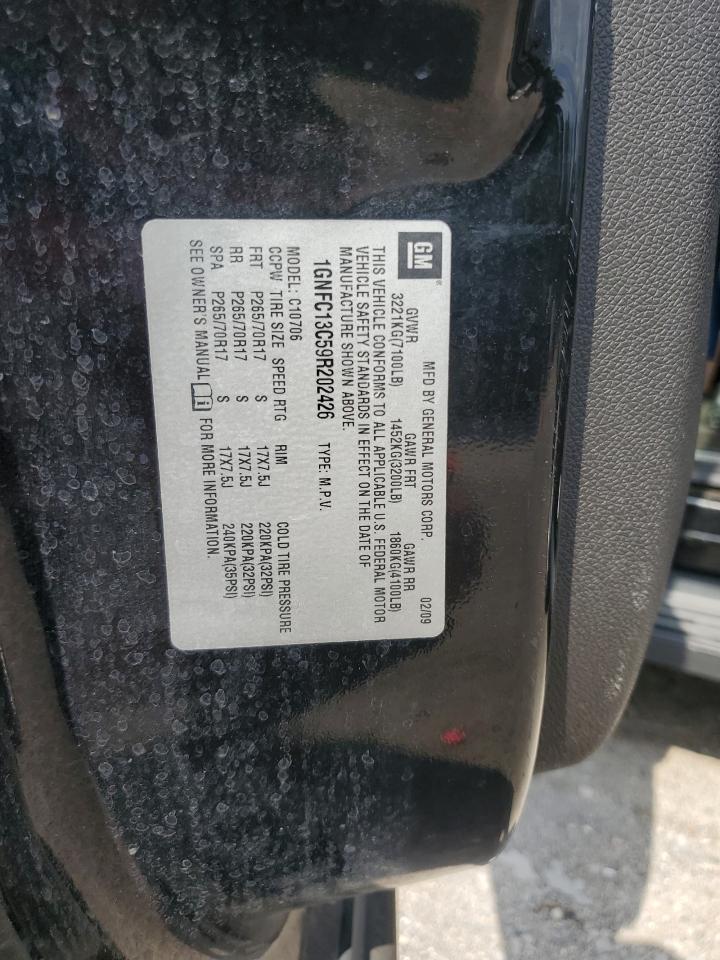 GM®
MFD BY GENERAL MOTORS CORP. 02/09
GVWR GAWR FRT GAWR RR
3221KG(7100LB) 1452KG(3200LB) 1860KG(4100LB)
THIS VEHICLE CONFORMS TO ALL APPLICABLE U.S. FEDERAL MOTOR
VEHICLE SAFETY STANDARDS IN EFFECT ON THE DATE OF
MANUFACTURE SHOWN ABOVE.
1GNFC13C59R202426 TYPE: M.P.V.
MODEL: C10706
CCPW TIRE SIZE SPEED RTG RIM COLD TIRE PRESSURE
FRT P265/70R17 S 17X7.5J 220KPA(32PSI)
RR P265/70R17 S 17X7.5J 220KPA(32PSI)
SPA P265/70R17 S 17X7.5J 240KPA(35PSI)
SEE OWNER'S MANUAL i FOR MORE INFORMATION.